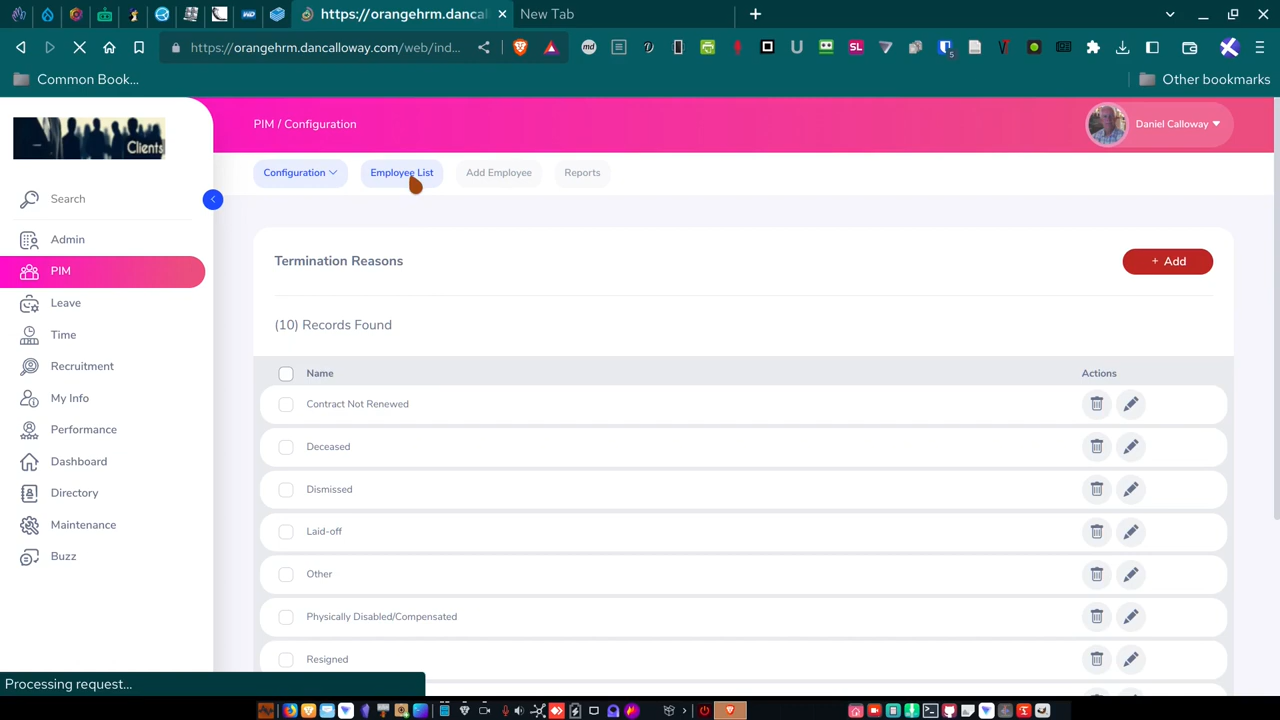 https://orangehrm.dancal
New Tab
https://orangehrm.dancalloway.com/web/ind...
Common Book...
Other bookmarks
Clients
PIM / Configuration
Daniel Calloway
Configuration
Employee List
Add Employee
Reports
Search
Admin
PIM
Leave
Time
Recruitment
My Info
Performance
Dashboard
Directory
Maintenance
Buzz
Termination Reasons
+ Add
(10) Records Found
Name
Actions
Contract Not Renewed
Deceased
Dismissed
Laid-off
Other
Physically Disabled/Compensated
Resigned
Processing request...